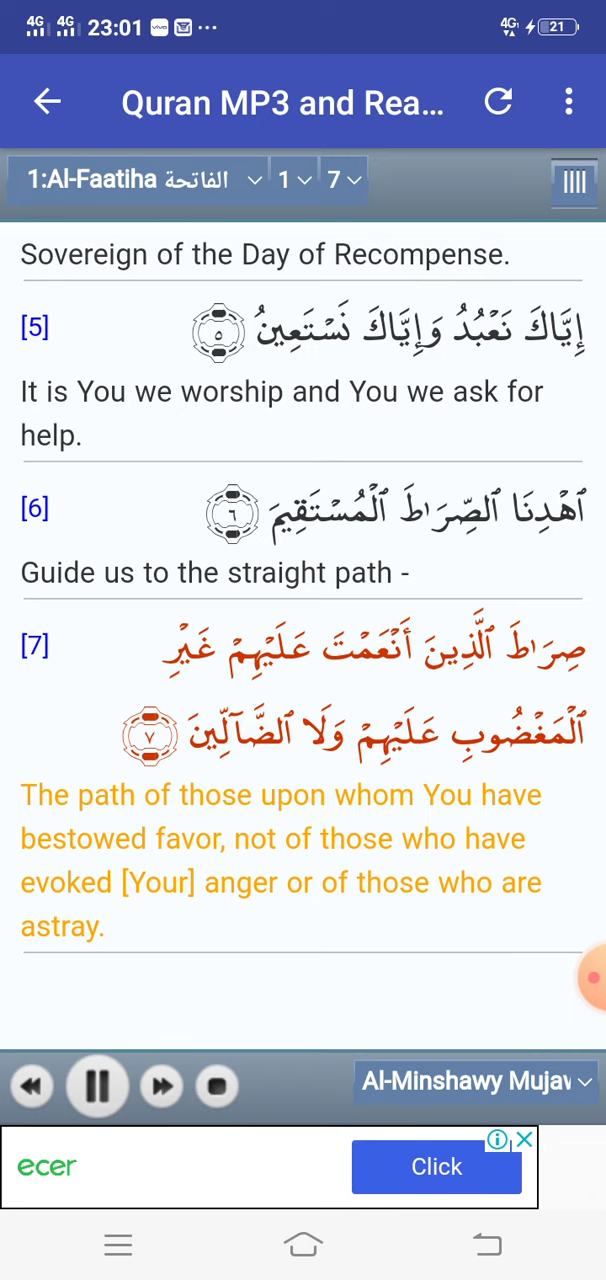 4G 4G 23:01 vivo ... 4G 21
Quran MP3 and Rea...
1:Al-Faatiha الفاتحة 1 7
Sovereign of the Day of Recompense.
[5] إِيَّاكَ نَعْبُدُ وَإِيَّاكَ نَسْتَعِينُ ٥
It is You we worship and You we ask for
help.
[6] ٱهْدِنَا ٱلصِّرَٰطَ ٱلْمُسْتَقِيمَ ٦
Guide us to the straight path -
[7] صِرَٰطَ ٱلَّذِينَ أَنْعَمْتَ عَلَيْهِمْ غَيْرِ
ٱلْمَغْضُوبِ عَلَيْهِمْ وَلَا ٱلضَّآلِّينَ ٧
The path of those upon whom You have
bestowed favor, not of those who have
evoked [Your] anger or of those who are
astray.
Al-Minshawy Mujav
ecer Click